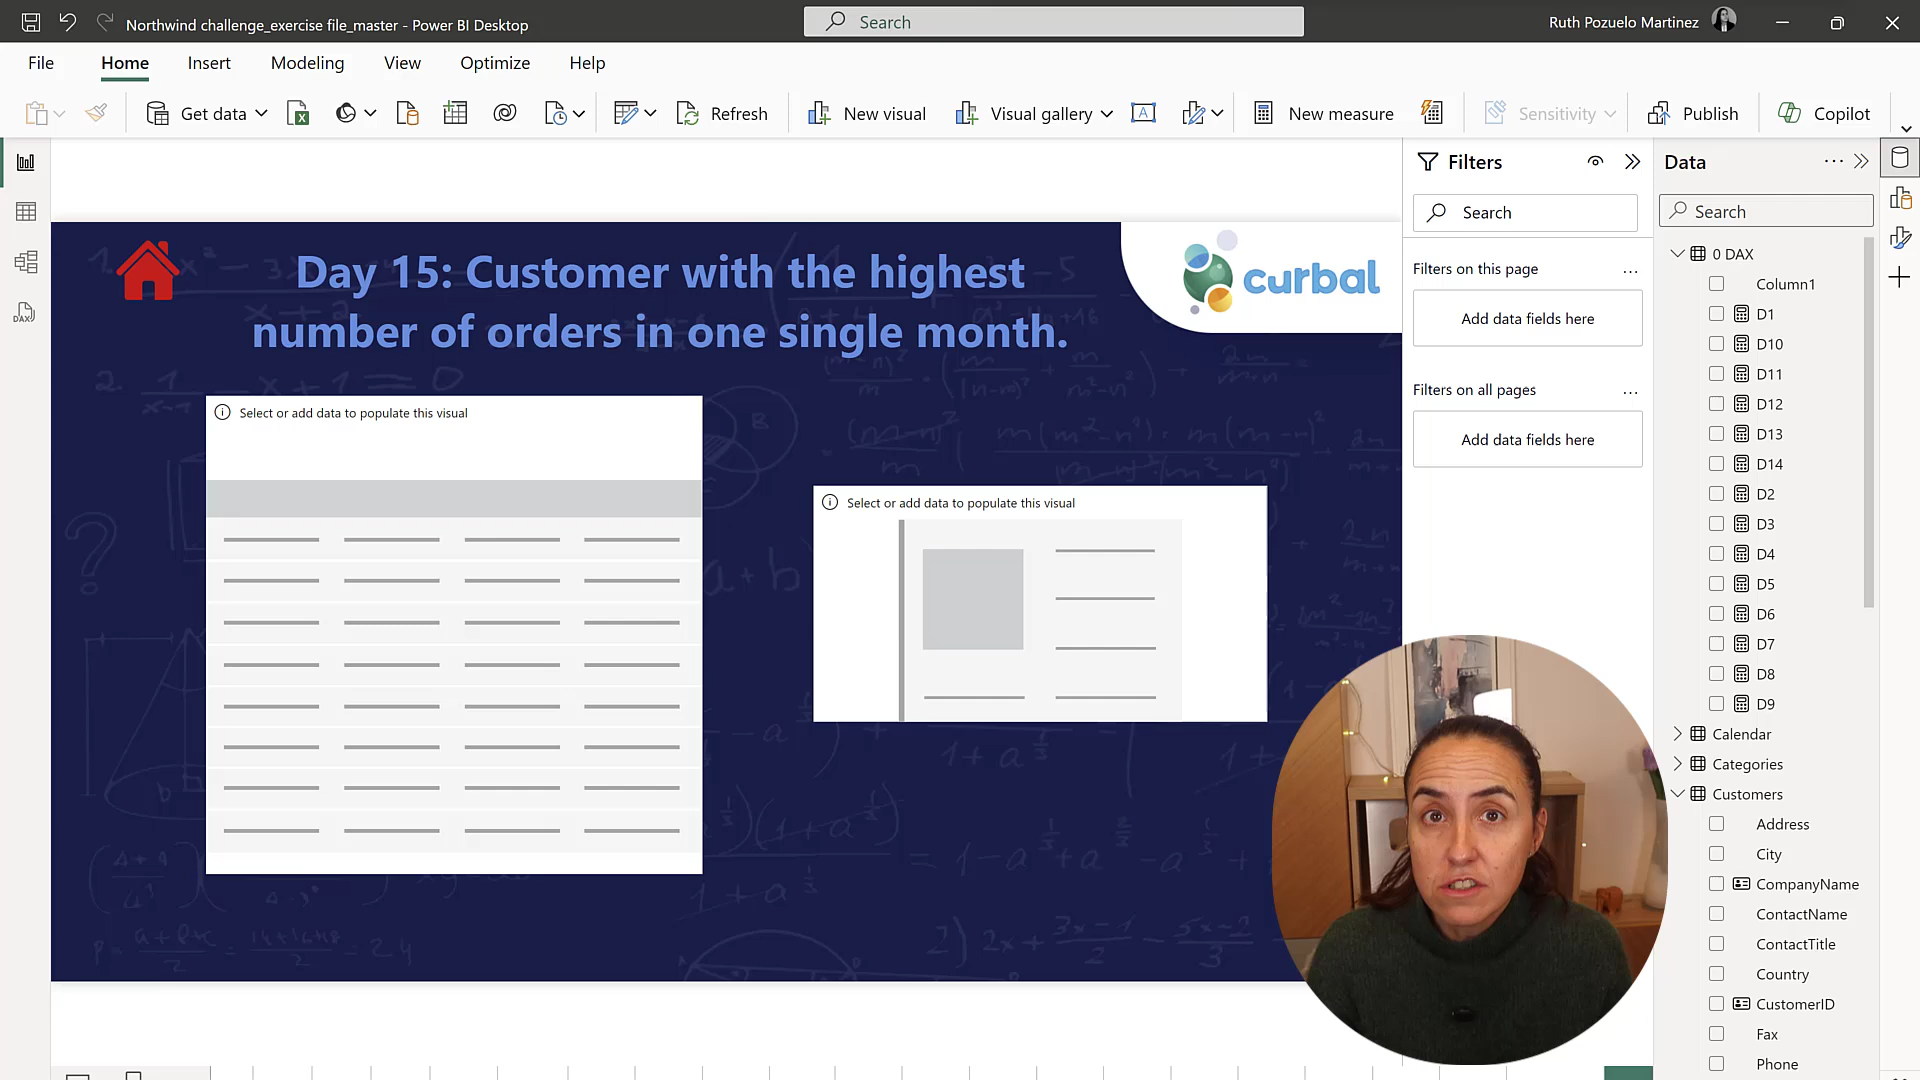 Northwind challenge_exercise file_master - Power BI Desktop
Search
Ruth Pozuelo Martinez
File
Home
Insert
Modeling
View
Optimize
Help
Get data
Refresh
New visual
Visual gallery
New measure
Sensitivity
Publish
Copilot
DAX
Day 15: Customer with the highest
number of orders in one single month.
curbal
Select or add data to populate this visual
Select or add data to populate this visual
Filters
Search
Filters on this page
Add data fields here
Filters on all pages
Add data fields here
Data
Search
0 DAX
Column1
D1
D10
D11
D12
D13
D14
D2
D3
D4
D5
D6
D7
D8
D9
Calendar
Categories
Customers
Address
City
CompanyName
ContactName
ContactTitle
Country
CustomerID
Fax
Phone